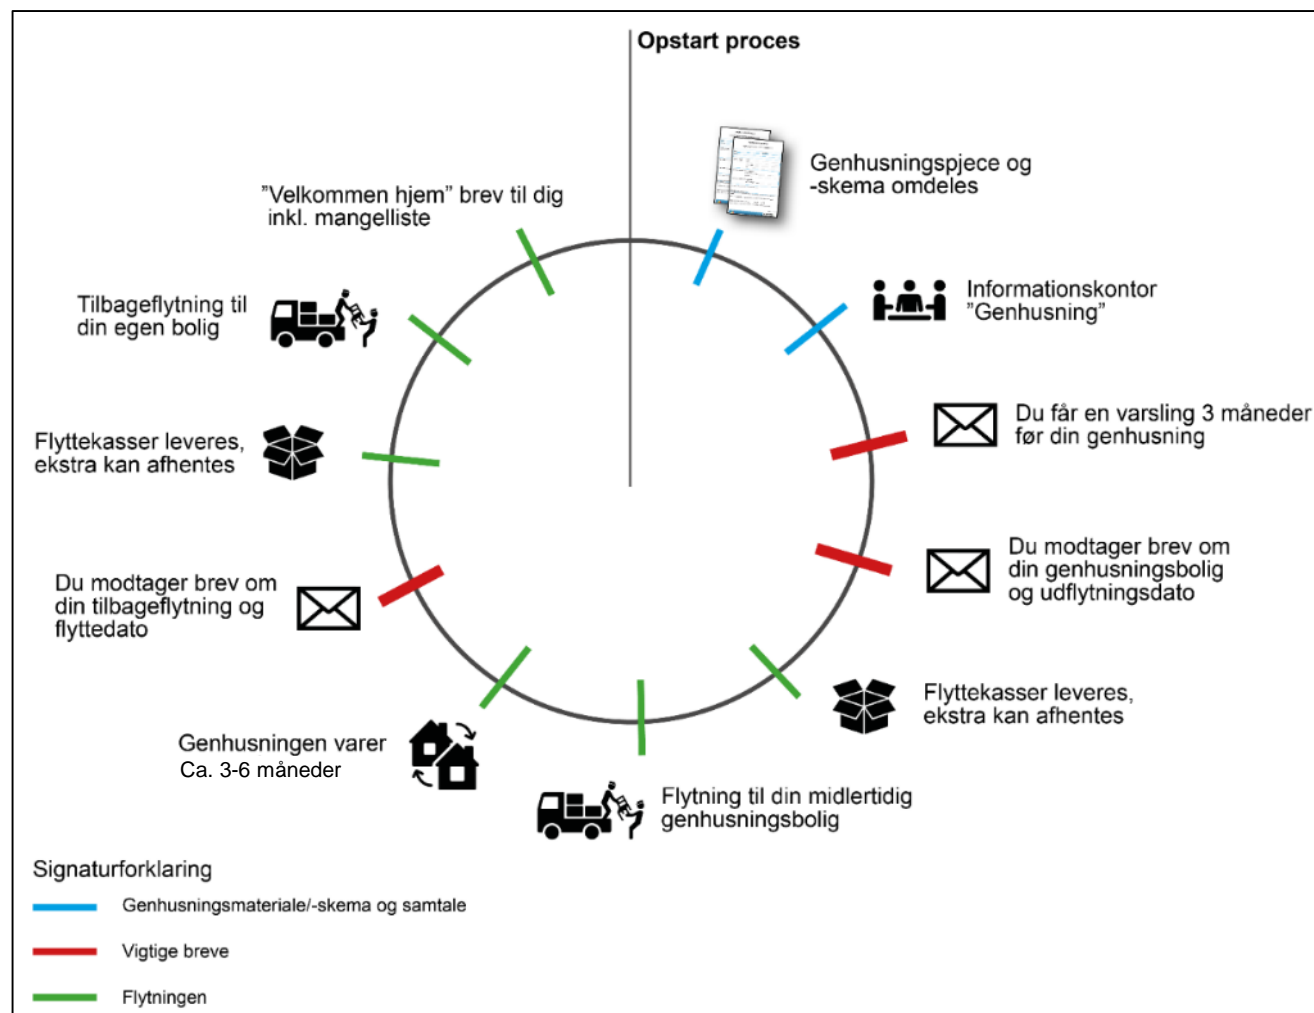 Opstart proces
Genhusningspjece og
-skema omdeles
Informationskontor
”Genhusning”
Du får en varsling 3 måneder
før din genhusning
Du modtager brev om
din genhusningsbolig
og udflytningsdato
Flyttekasser leveres,
ekstra kan afhentes
Flytning til din midlertidig
genhusningsbolig
Genhusningen varer
Ca. 3-6 måneder
Du modtager brev om
din tilbageflytning og
flyttedato
Flyttekasser leveres,
ekstra kan afhentes
Tilbageflytning til
din egen bolig
”Velkommen hjem” brev til dig
inkl. mangelliste
Signaturforklaring
Genhusningsmateriale/-skema og samtale
Vigtige breve
Flytningen